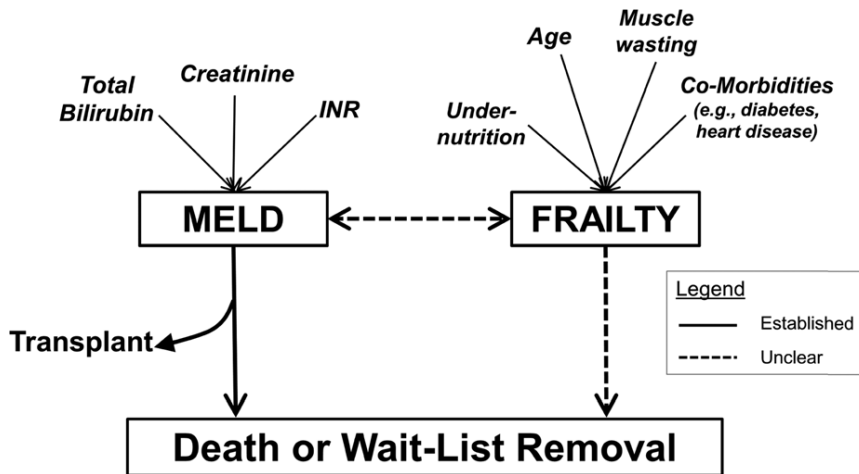 Total
Bilirubin
Creatinine
INR
Under-
nutrition
Age
Muscle
wasting
Co-Morbidities
(e.g., diabetes,
heart disease)
MELD
FRAILTY
Transplant
Legend
Established
Unclear
Death or Wait-List Removal